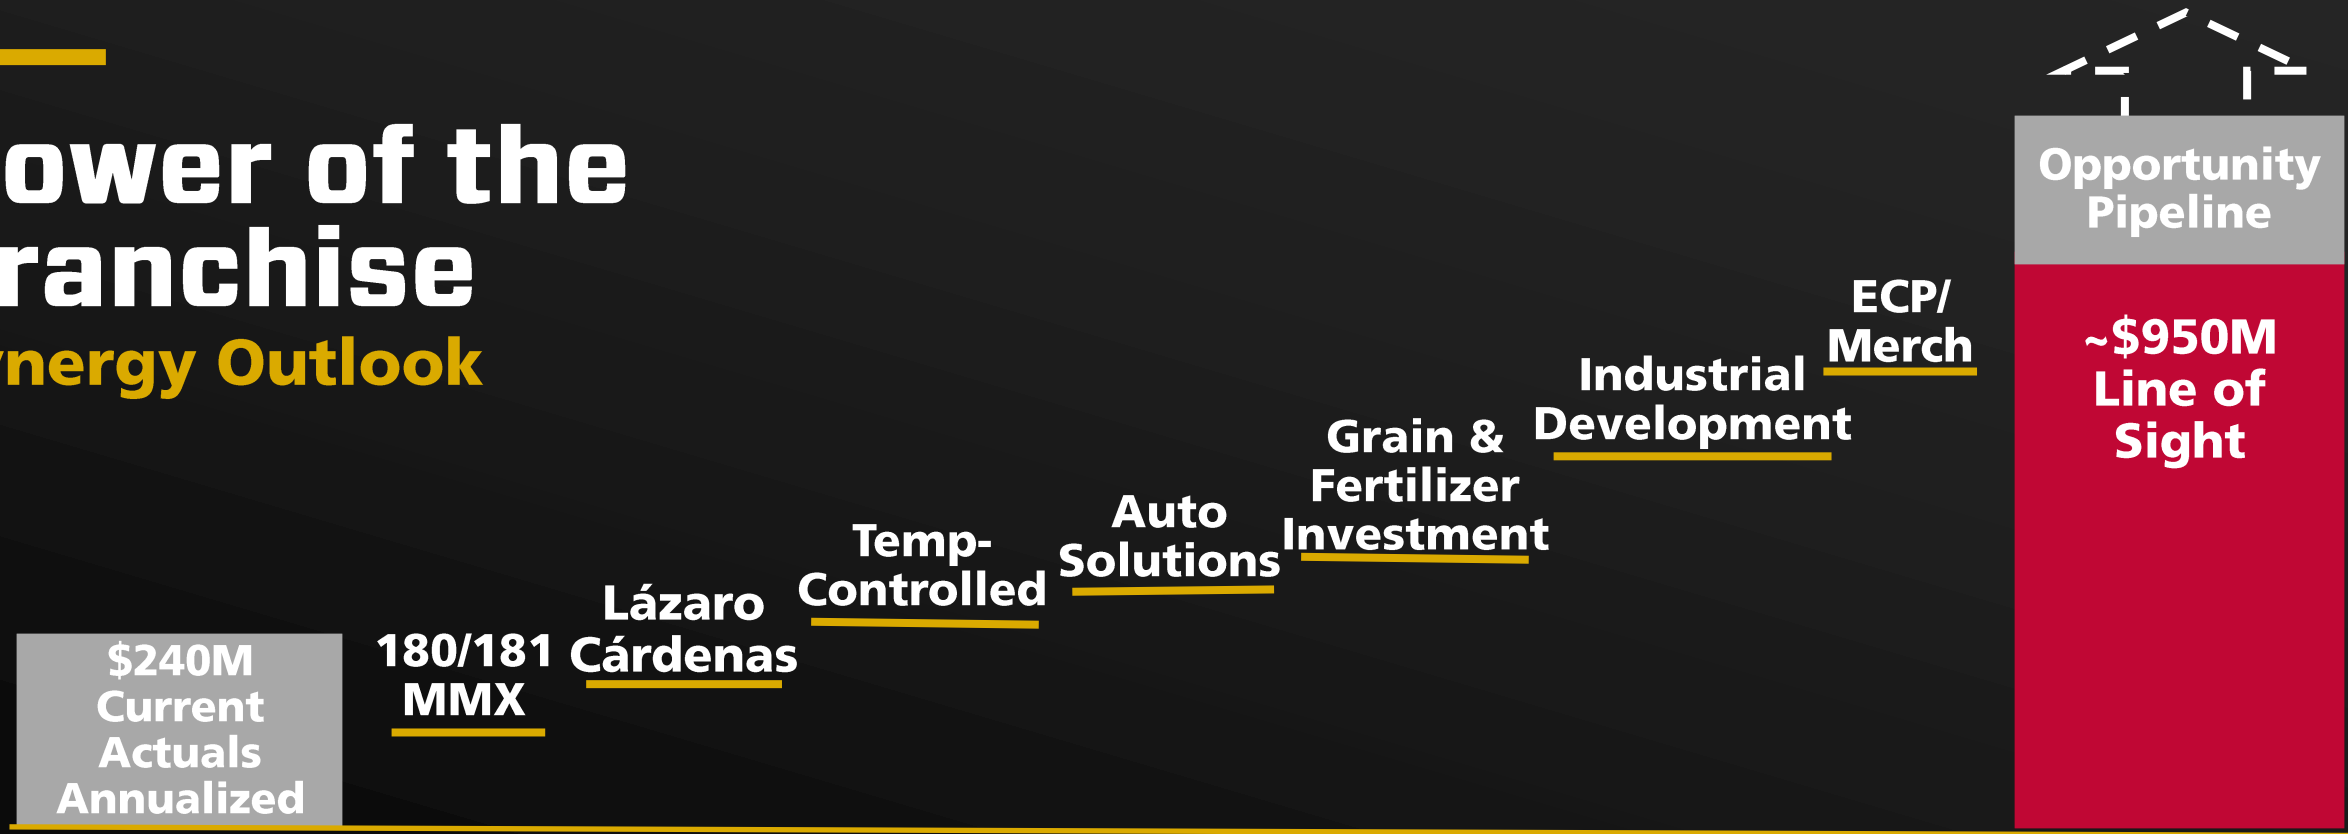 ower of the
ranchise
ynergy Outlook
$240M
Current
Actuals
Annualized
180/181
MMX
Lázaro
Cárdenas
Temp-
Controlled
Auto
Solutions
Grain &
Fertilizer
Investment
Industrial
Development
ECP/
Merch
Opportunity
Pipeline
~$950M
Line of
Sight